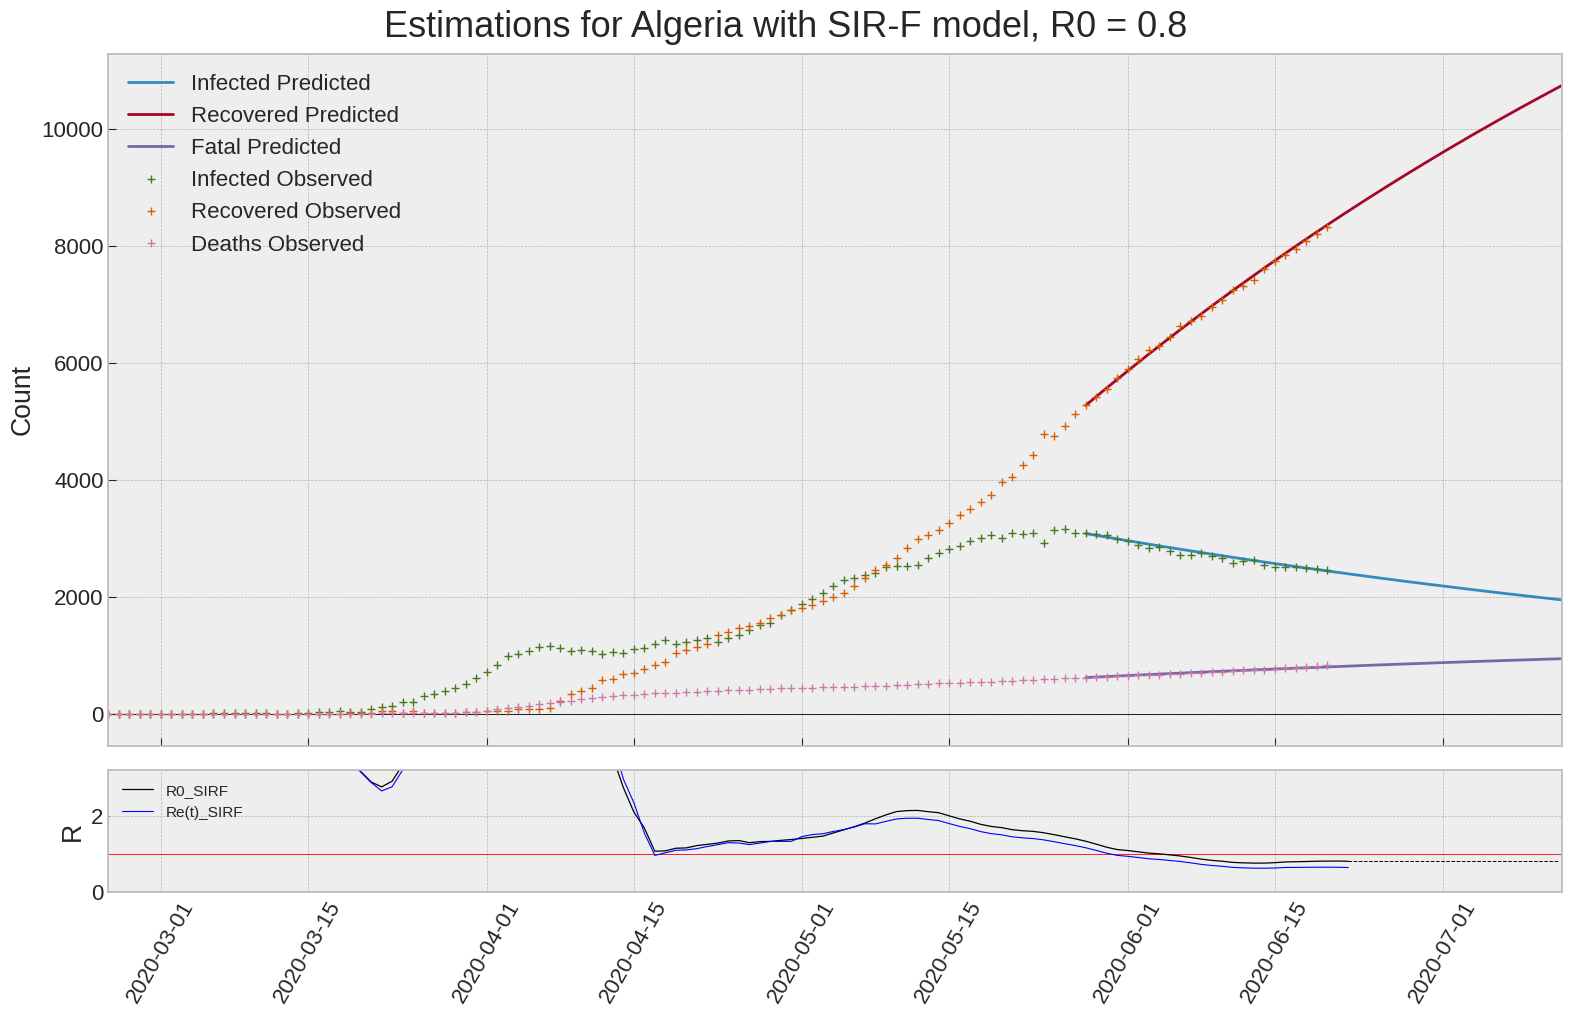 Estimations for Algeria with SIR-F model, R0 = 0.8
Infected Predicted
Recovered Predicted
Fatal Predicted
Infected Observed
Recovered Observed
Deaths Observed
10000
8000
6000
4000
2000
0
Count
R0_SIRF
Re(t)_SIRF
2
0
R
2020-03-01
2020-03-15
2020-04-01
2020-04-15
2020-05-01
2020-05-15
2020-06-01
2020-06-15
2020-07-01